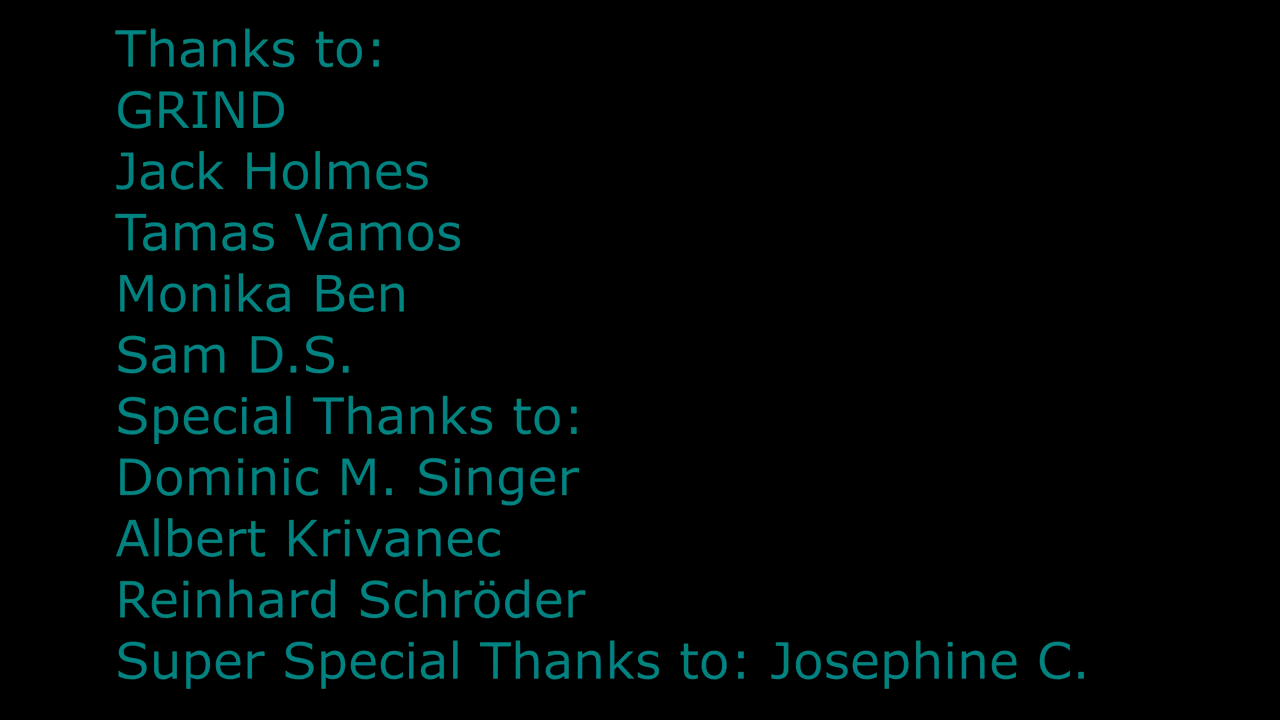 Thanks to:
GRIND
Jack Holmes
Tamas Vamos
Monika Ben
Sam D.S.
Special Thanks to:
Dominic M. Singer
Albert Krivanec
Reinhard Schröder
Super Special Thanks to: Josephine C.